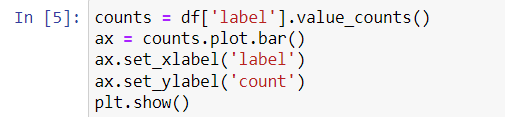 In [5]: counts = df['label'].value_counts()
ax = counts.plot.bar()
ax.set_xlabel('label')
ax.set_ylabel('count')
plt.show()